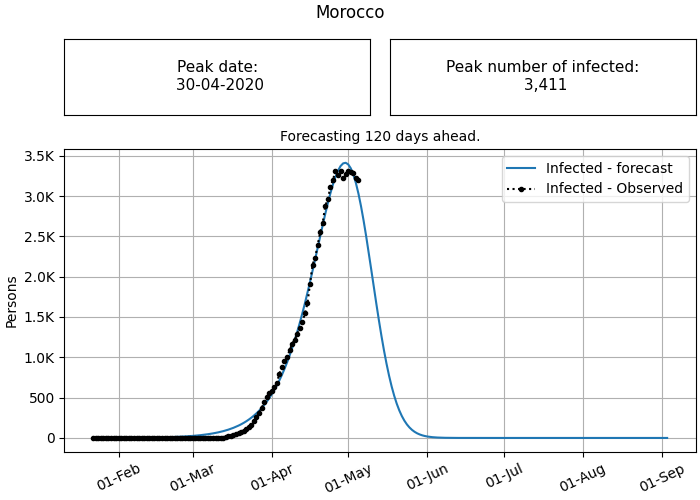 Morocco
Peak date:
30-04-2020
Peak number of infected:
3,411
Forecasting 120 days ahead.
3.5K
3.0K
2.5K
2.0K
1.5K
1.0K
500
0
Persons
Infected - forecast
Infected - Observed
01-Feb
01-Mar
01-Apr
01-May
01-Jun
01-Jul
01-Aug
01-Sep